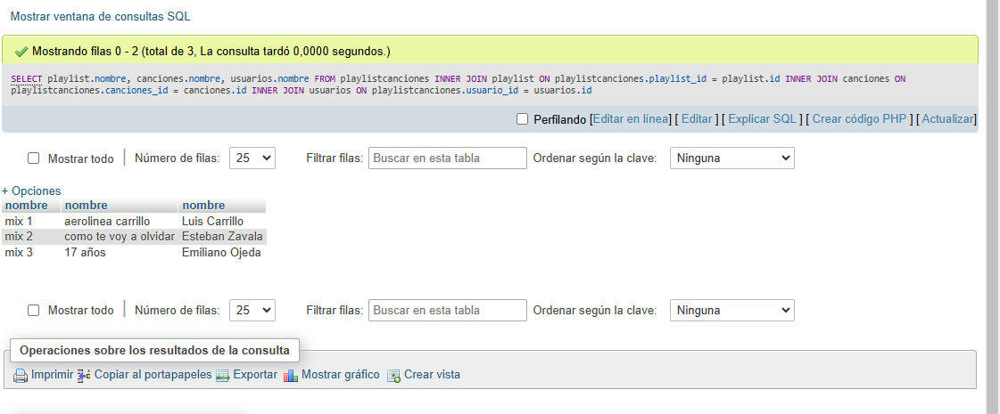 Mostrar ventana de consultas SQL
Mostrando filas 0 - 2 (total de 3, La consulta tardó 0,0000 segundos.)
SELECT playlist.nombre, canciones.nombre, usuarios.nombre FROM playlistcanciones INNER JOIN playlist ON playlistcanciones.playlist_id = playlist.id INNER JOIN canciones ON
playlistcanciones.canciones_id = canciones.id INNER JOIN usuarios ON playlistcanciones.usuario_id = usuarios.id
Perfilando [Editar en línea] [ Editar ] [ Explicar SQL ] [ Crear código PHP ] [ Actualizar]
Mostrar todo | Número de filas: 25 Filtrar filas: Buscar en esta tabla Ordenar según la clave: Ninguna
+ Opciones
nombre nombre nombre
mix 1 aerolinea carrillo Luis Carrillo
mix 2 como te voy a olvidar Esteban Zavala
mix 3 17 años Emiliano Ojeda
Mostrar todo | Número de filas: 25 Filtrar filas: Buscar en esta tabla Ordenar según la clave: Ninguna
Operaciones sobre los resultados de la consulta
Imprimir Copiar al portapapeles Exportar Mostrar gráfico Crear vista